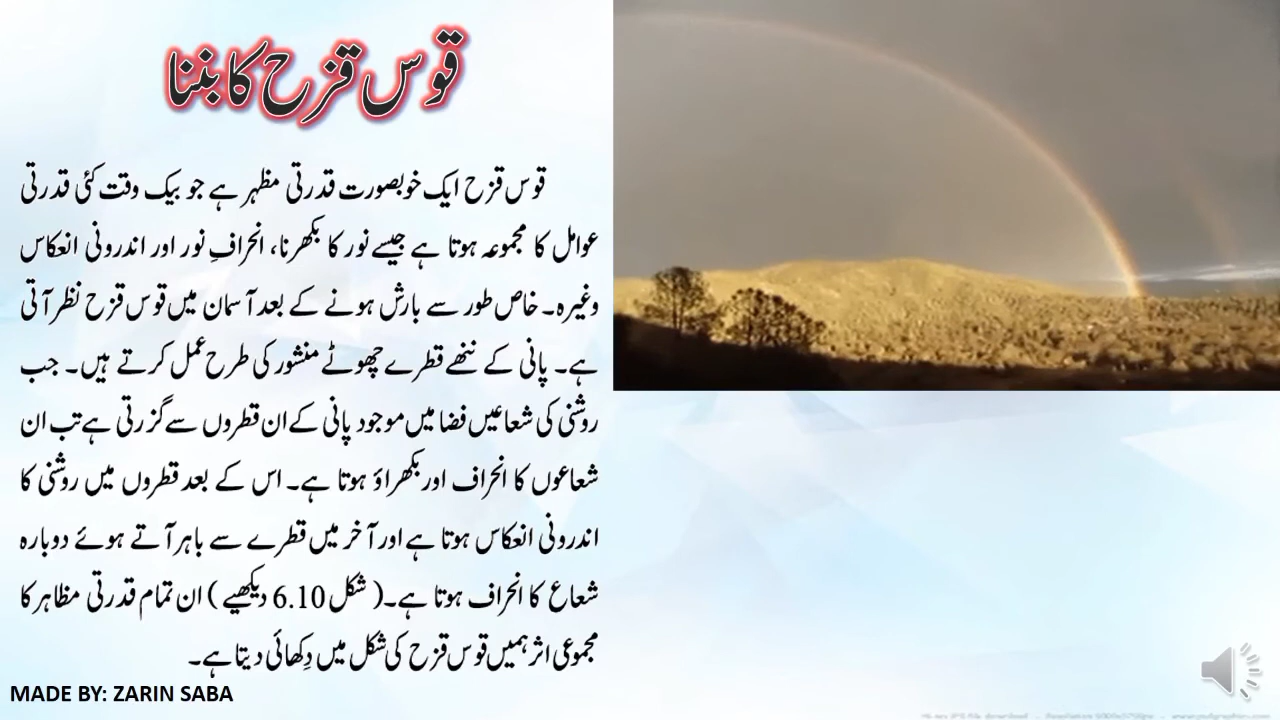 قوس قزح کا بننا
قوس قزح ایک خوبصورت قدرتی مظہر ہے جو بیک وقت کئی قدرتی
عوامل کا مجموعہ ہوتا ہے جیسے نور کا بکھرنا، انحرافِ نور اور اندرونی انعکاس
وغیرہ۔ خاص طور سے بارش ہونے کے بعد آسمان میں قوس قزح نظر آتی
ہے۔ پانی کے ننھے قطرے چھوٹے منشور کی طرح عمل کرتے ہیں۔ جب
روشنی کی شعاعیں فضا میں موجود پانی کے ان قطروں سے گزرتی ہے تب ان
شعاعوں کا انحراف اور بکھراؤ ہوتا ہے۔ اس کے بعد قطروں میں روشنی کا
اندرونی انعکاس ہوتا ہے اور آخر میں قطرے سے باہر آتے ہوئے دوبارہ
شعاع کا انحراف ہوتا ہے۔( شکل 6.10 دیکھیے ) ان تمام قدرتی مظاہر کا
مجموعی اثر ہمیں قوس قزح کی شکل میں دِکھائی دیتا ہے۔
MADE BY: ZARIN SABA